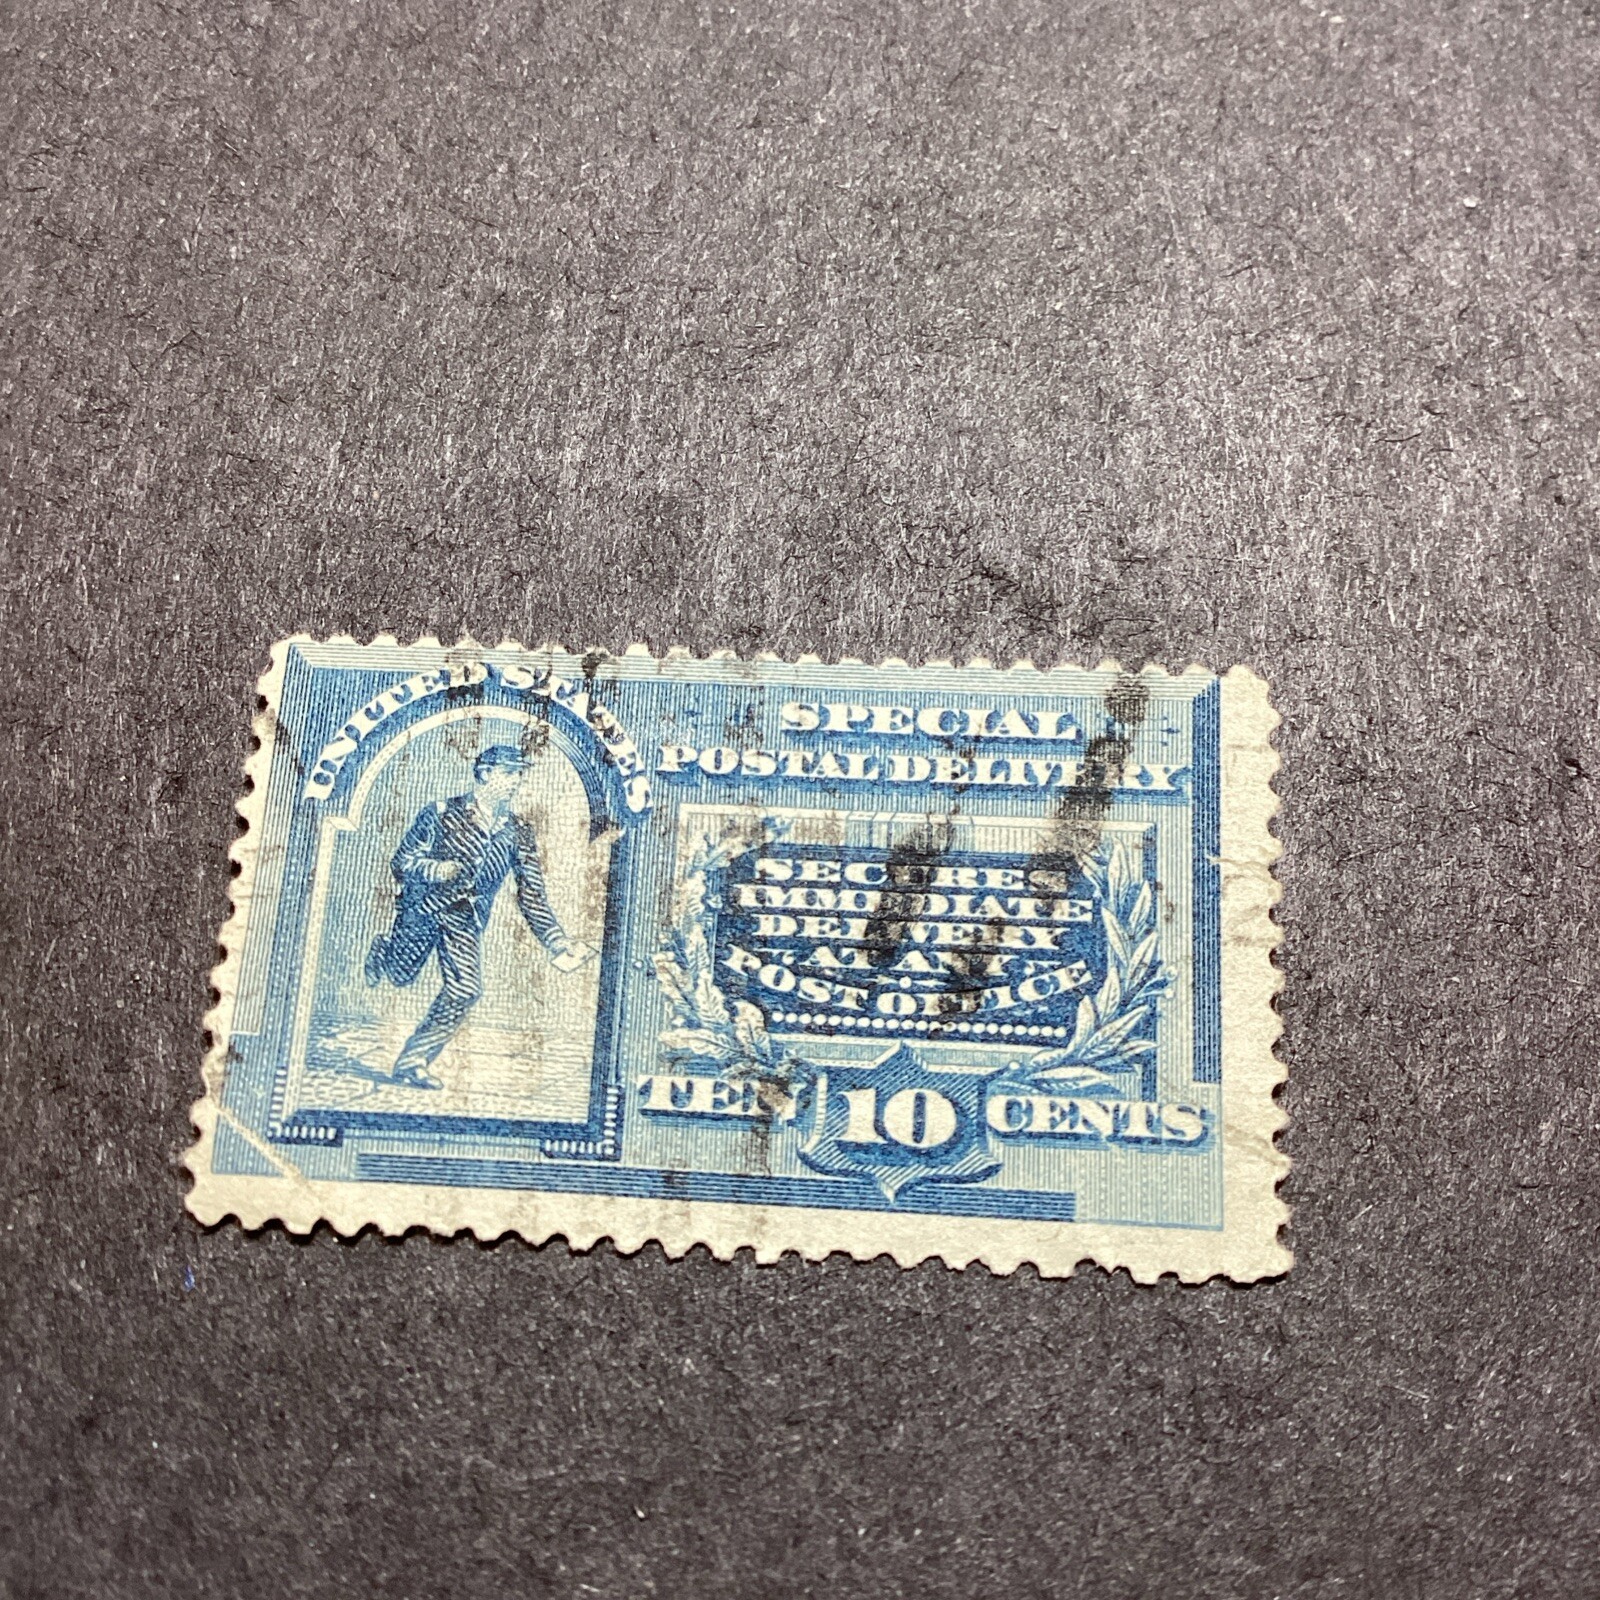 UNITED STATES
SPECIAL
POSTAL DELIVERY
SECURES
IMMEDIATE
DELIVERY
AT ANY
POST OFFICE
TEN 10 CENTS